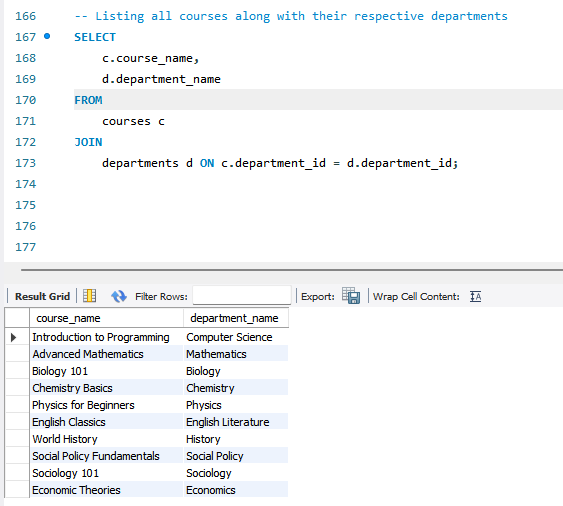 166 -- Listing all courses along with their respective departments
167 SELECT
168 c.course_name,
169 d.department_name
170 FROM
171 courses c
172 JOIN
173 departments d ON c.department_id = d.department_id;
174
175
176
177
Result Grid Filter Rows: Export: Wrap Cell Content: IA
course_name department_name
Introduction to Programming Computer Science
Advanced Mathematics Mathematics
Biology 101 Biology
Chemistry Basics Chemistry
Physics for Beginners Physics
English Classics English Literature
World History History
Social Policy Fundamentals Social Policy
Sociology 101 Sociology
Economic Theories Economics